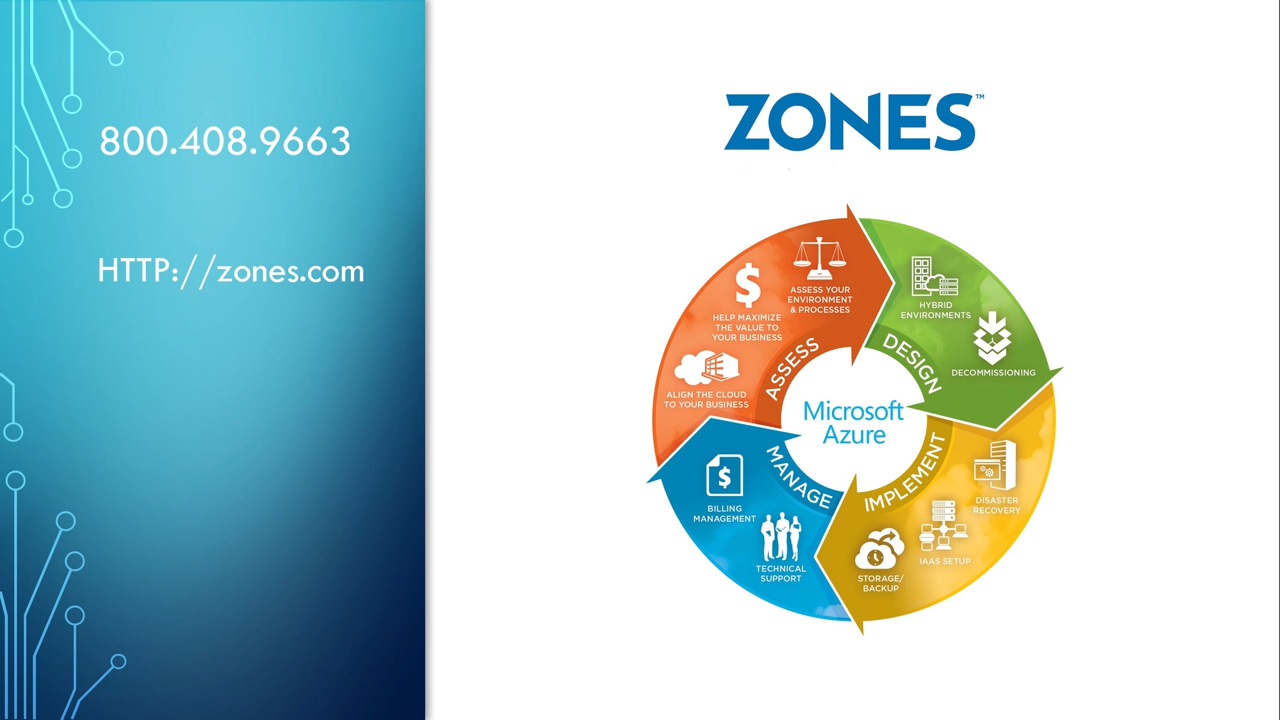 800.408.9663
HTTP://zones.com
ZONES™
ASSESS
ASSESS YOUR
ENVIRONMENT
& PROCESSES
HELP MAXIMIZE
THE VALUE TO
YOUR BUSINESS
ALIGN THE CLOUD
TO YOUR BUSINESS
DESIGN
HYBRID
ENVIRONMENTS
DECOMMISSIONING
Microsoft
Azure
IMPLEMENT
DISASTER
RECOVERY
IAAS SETUP
STORAGE/
BACKUP
MANAGE
BILLING
MANAGEMENT
TECHNICAL
SUPPORT